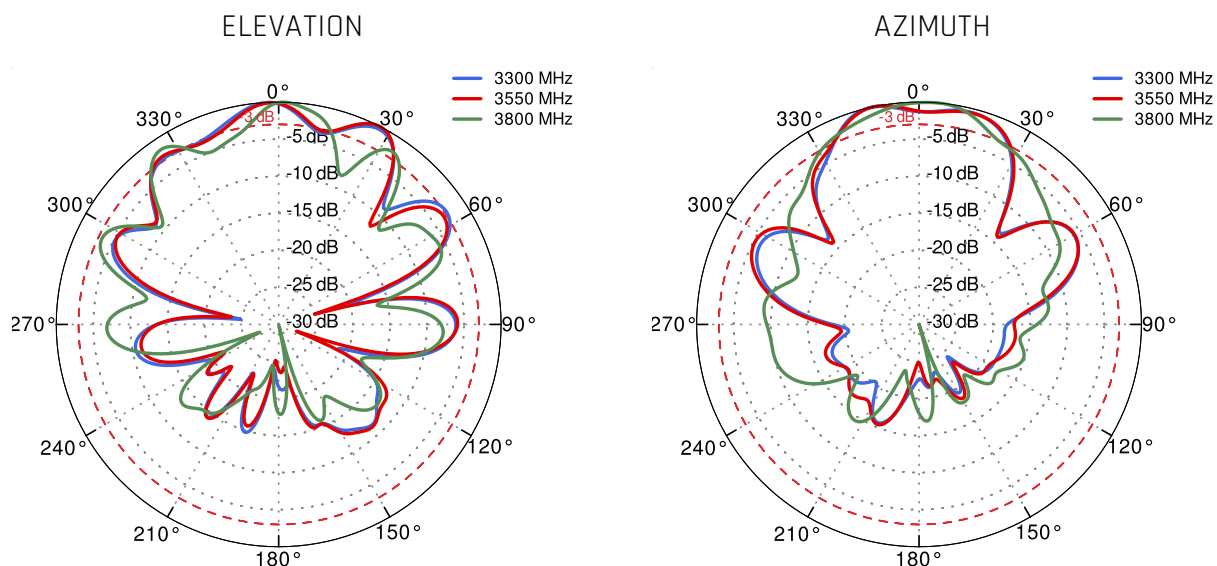 ELEVATION
3300 MHz
3550 MHz
3800 MHz
0°
30°
60°
90°
120°
150°
180°
210°
240°
270°
300°
330°
-3 dB
-5 dB
-10 dB
-15 dB
-20 dB
-25 dB
-30 dB
AZIMUTH
3300 MHz
3550 MHz
3800 MHz
0°
30°
60°
90°
120°
150°
180°
210°
240°
270°
300°
330°
-3 dB
-5 dB
-10 dB
-15 dB
-20 dB
-25 dB
-30 dB